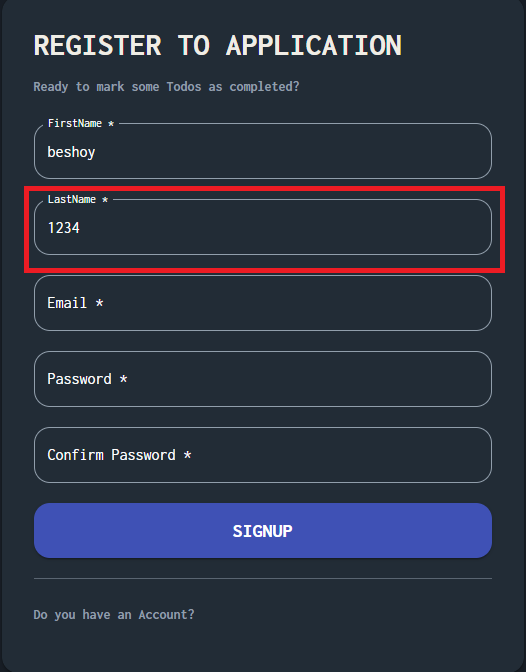 REGISTER TO APPLICATION
Ready to mark some Todos as completed?
FirstName *
beshoy
LastName *
1234
Email *
Password *
Confirm Password *
SIGNUP
Do you have an Account?